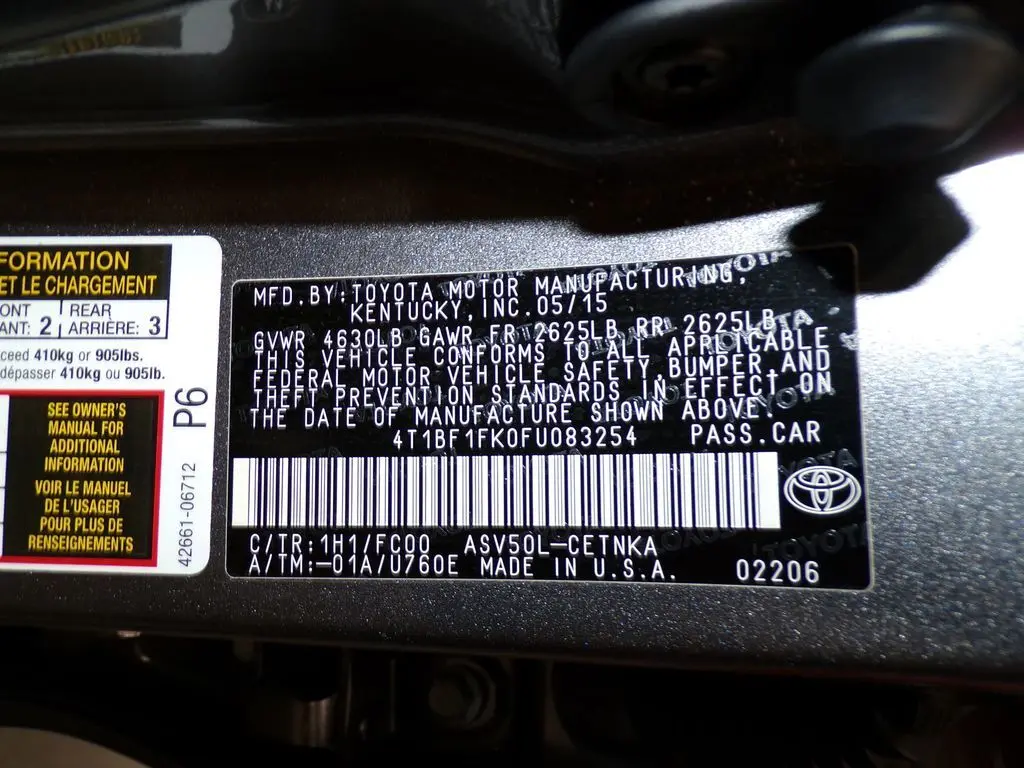 FORMATION
ET LE CHARGEMENT
ONT
ANT: 2
REAR
ARRIÈRE: 3
ceed 410kg or 905lbs.
dépasser 410kg ou 905lb.
SEE OWNER'S
MANUAL FOR
ADDITIONAL
INFORMATION
VOIR LE MANUEL
DE L'USAGER
POUR PLUS DE
RENSEIGNEMENTS
P6
42661-06712
MFD.BY:TOYOTA MOTOR MANUFACTURING,
KENTUCKY,INC.05/15
GVWR 4630LB GAWR FR 2625LB RR 2625LB
THIS VEHICLE CONFORMS TO ALL APPLICABLE
FEDERAL MOTOR VEHICLE SAFETY,BUMPER,AND
THEFT PREVENTION STANDARDS IN EFFECT ON
THE DATE OF MANUFACTURE SHOWN ABOVE.
4T1BF1FK0FU083254 PASS.CAR
C/TR:1H1/FC00 ASV50L-CETNKA
A/TM:-01A/U760E MADE IN U.S.A. 02206
TOYOTA